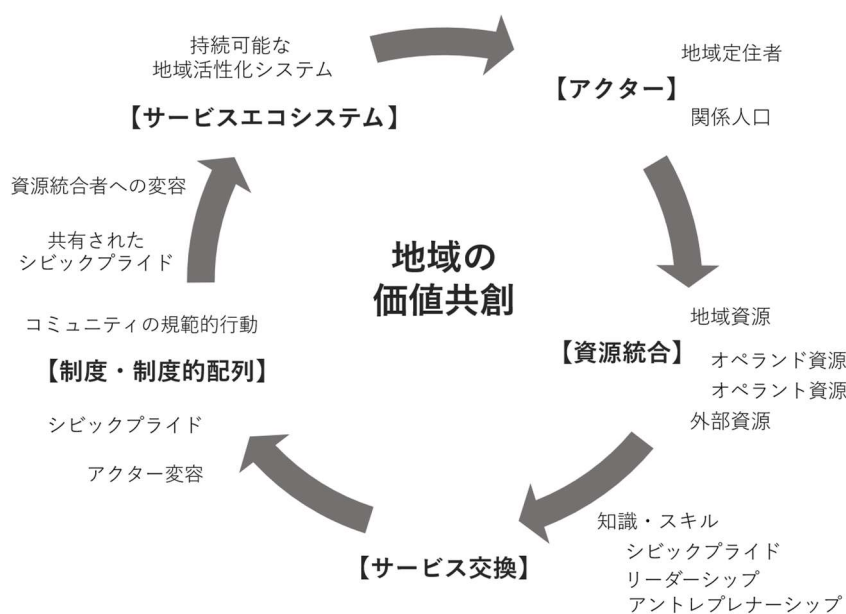 持続可能な
地域活性化システム
【サービスエコシステム】
【アクター】
地域定住者
関係人口
地域の
価値共創
【資源統合】
地域資源
オペランド資源
オペラント資源
外部資源
【サービス交換】
知識・スキル
シビックプライド
リーダーシップ
アントレプレナーシップ
資源統合者への変容
共有された
シビックプライド
コミュニティの規範的行動
【制度・制度的配列】
シビックプライド
アクター変容